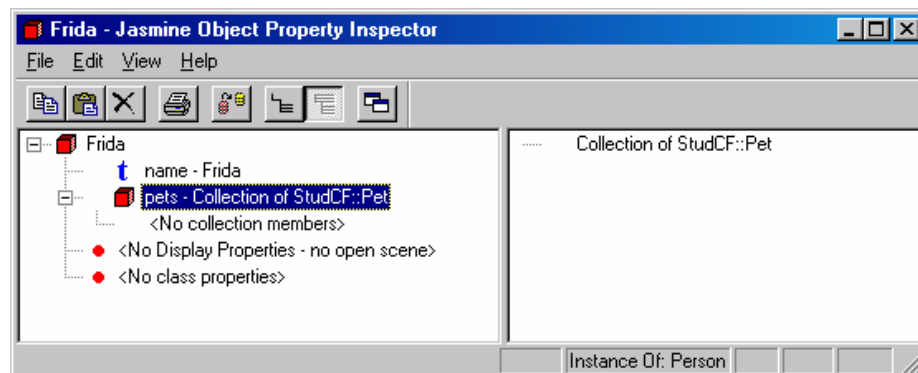 Frida - Jasmine Object Property Inspector
File Edit View Help
Frida
t name - Frida
pets - Collection of StudCF::Pet
<No collection members>
<No Display Properties - no open scene>
<No class properties>
Collection of StudCF::Pet
Instance Of: Person